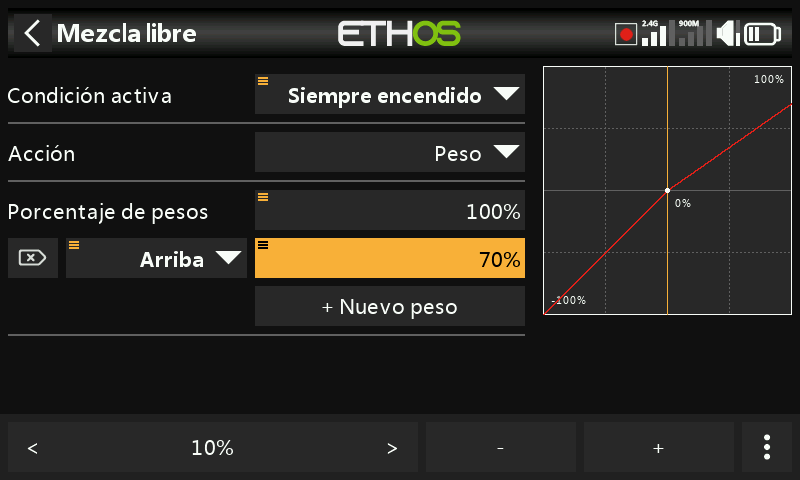 Mezcla libre
ETHOS
2.4G
900M
Condición activa
Siempre encendido
Acción
Peso
Porcentaje de pesos
100%
Arriba
70%
+ Nuevo peso
100%
0%
-100%
<
10%
>
-
+